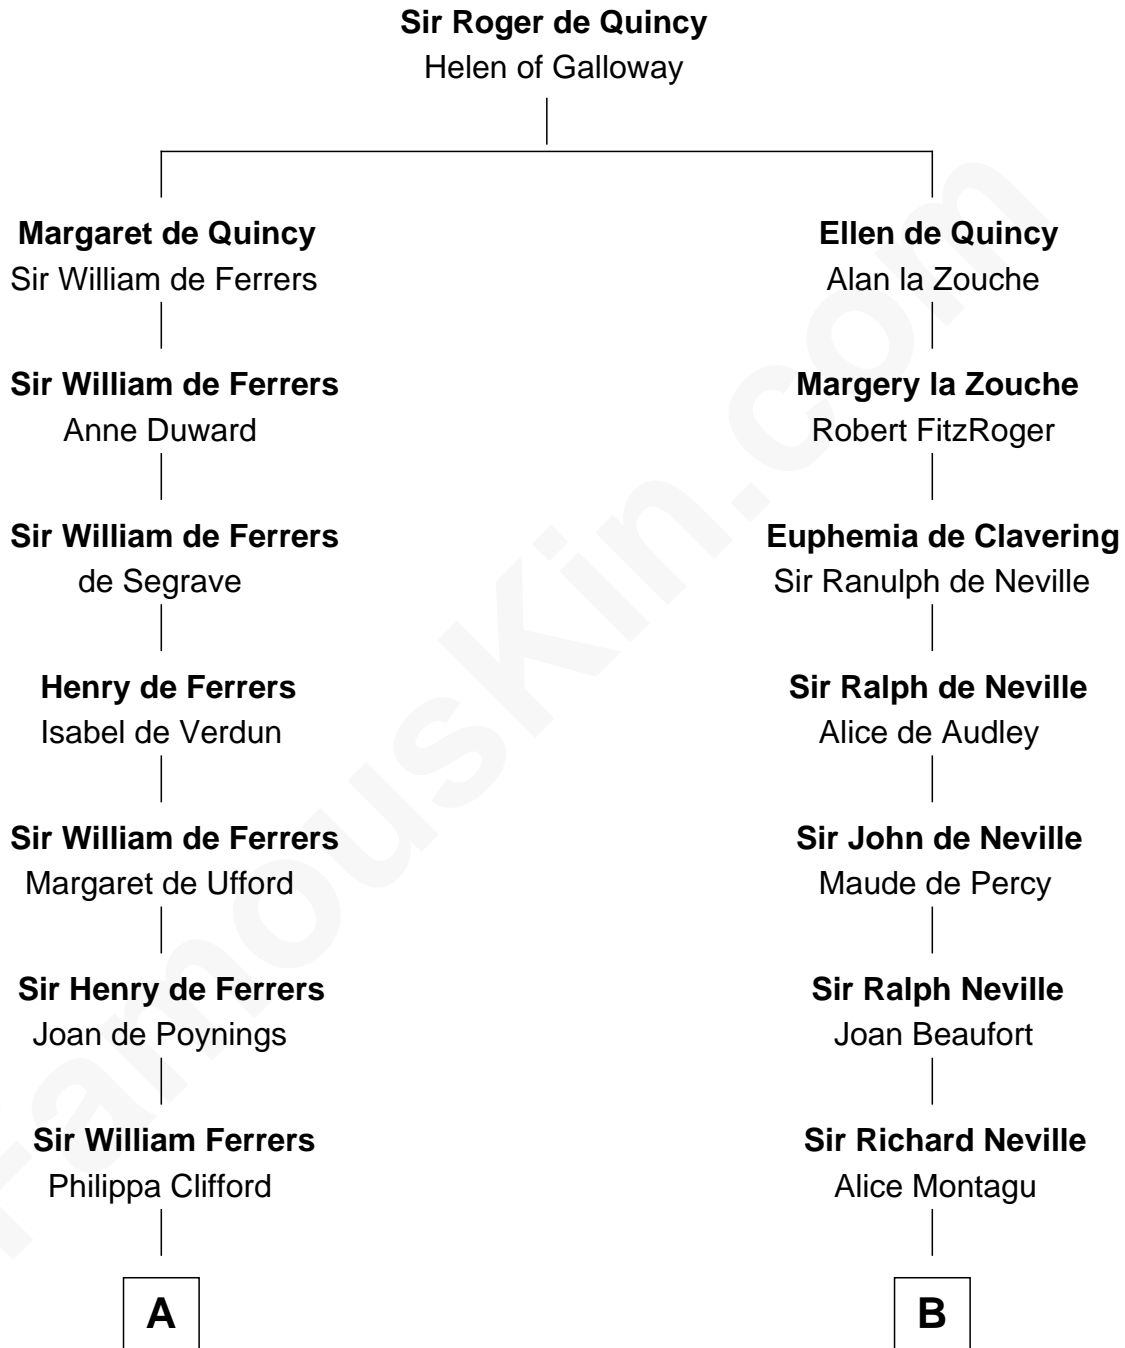 Sir Roger de Quincy
Helen of Galloway
Margaret de Quincy
Sir William de Ferrers
Ellen de Quincy
Alan la Zouche
Sir William de Ferrers
Anne Duward
Margery la Zouche
Robert FitzRoger
Sir William de Ferrers
de Segrave
Euphemia de Clavering
Sir Ranulph de Neville
Henry de Ferrers
Isabel de Verdun
Sir Ralph de Neville
Alice de Audley
Sir William de Ferrers
Margaret de Ufford
Sir John de Neville
Maude de Percy
Sir Henry de Ferrers
Joan de Poynings
Sir Ralph Neville
Joan Beaufort
Sir William Ferrers
Philippa Clifford
Sir Richard Neville
Alice Montagu
A
B
FamousKin.com